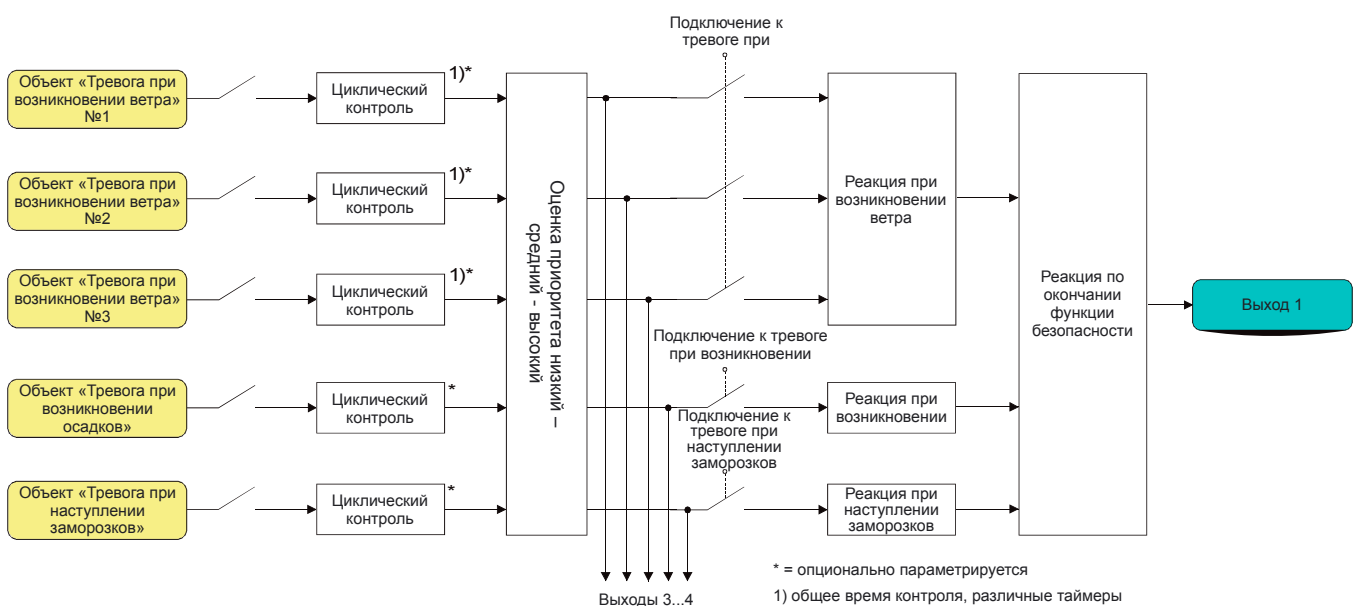 Подключение к
тревоге при
Объект «Тревога при
возникновении ветра»
№1
Циклический
контроль
1)*
Объект «Тревога при
возникновении ветра»
№2
Циклический
контроль
1)*
Объект «Тревога при
возникновении ветра»
№3
Циклический
контроль
1)*
Объект «Тревога при
возникновении
осадков»
Циклический
контроль
*
Объект «Тревога при
наступлении
заморозков»
Циклический
контроль
*
Оценка приоритета низкий –
средний - высокий
Реакция при
возникновении
ветра
Подключение к тревоге
при возникновении
Реакция при
возникновении
Подключение к
тревоге при
наступлении
заморозков
Реакция при
наступлении
заморозков
Реакция по
окончании
функции
безопасности
Выход 1
Выходы 3...4
* = опционально параметрируется
1) общее время контроля, различные таймеры